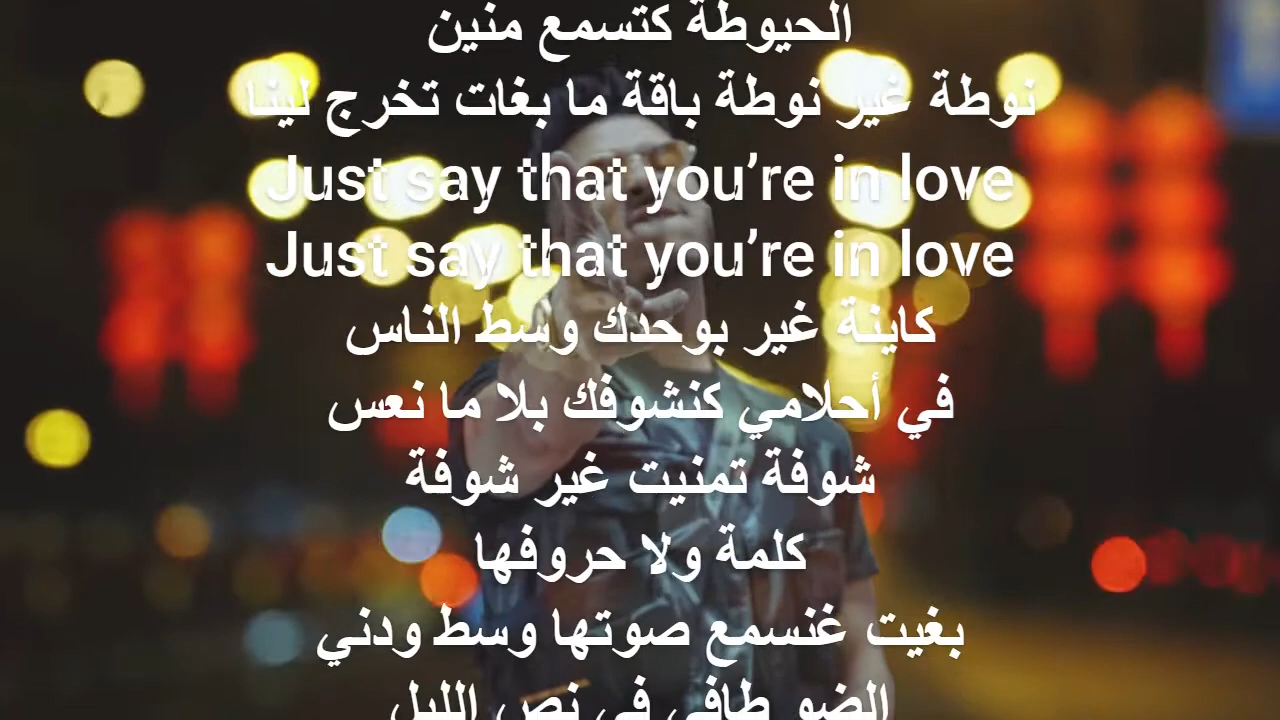 الحيوطة كتسمع منين
نوطة غير نوطة باقة ما بغات تخرج لينا
Just say that you’re in love
Just say that you’re in love
كاينة غير بوحدك وسط الناس
في أحلامي كنشوفك بلا ما نعس
شوفة تمنيت غير شوفة
كلمة ولا حروفها
بغيت غنسمع صوتها وسط ودني
الضو طافي في نص الليل